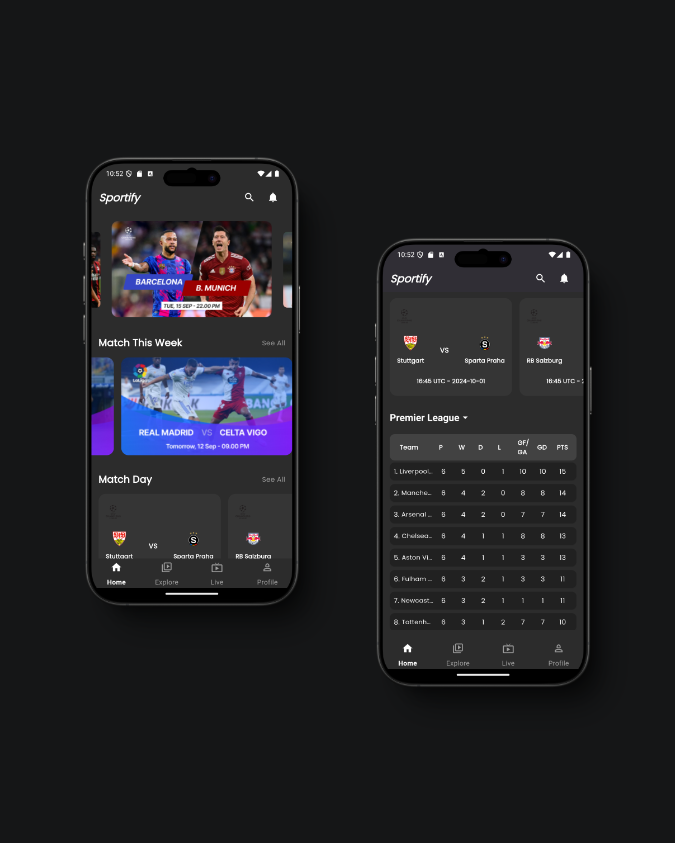 10:52
Sportify
BARCELONA
B. MUNICH
TUE, 15 SEP - 22.00 PM
Match This Week
See All
REAL MADRID VS CELTA VIGO
Tomorrow, 12 Sep - 09.00 PM
Match Day
See All
VS
Stuttgart
Sparta Praha
RB Salzburg
Home
Explore
Live
Profile
10:52
Sportify
VS
Stuttgart
Sparta Praha
RB Salzburg
16:45 UTC - 2024-10-01
16:45 UTC - 2
Premier League
Team P W D L GF/ GA GD PTS
1. Liverpool... 6 5 0 1 10 10 15
2. Manche... 6 4 2 0 8 8 14
3. Arsenal ... 6 4 2 0 7 7 14
4. Chelsea... 6 4 1 1 8 8 13
5. Aston Vi... 6 4 1 1 3 3 13
6. Fulham ... 6 3 2 1 3 3 11
7. Newcast... 6 3 2 1 1 1 11
8. Tottenh... 6 3 1 2 7 7 10
Home
Explore
Live
Profile